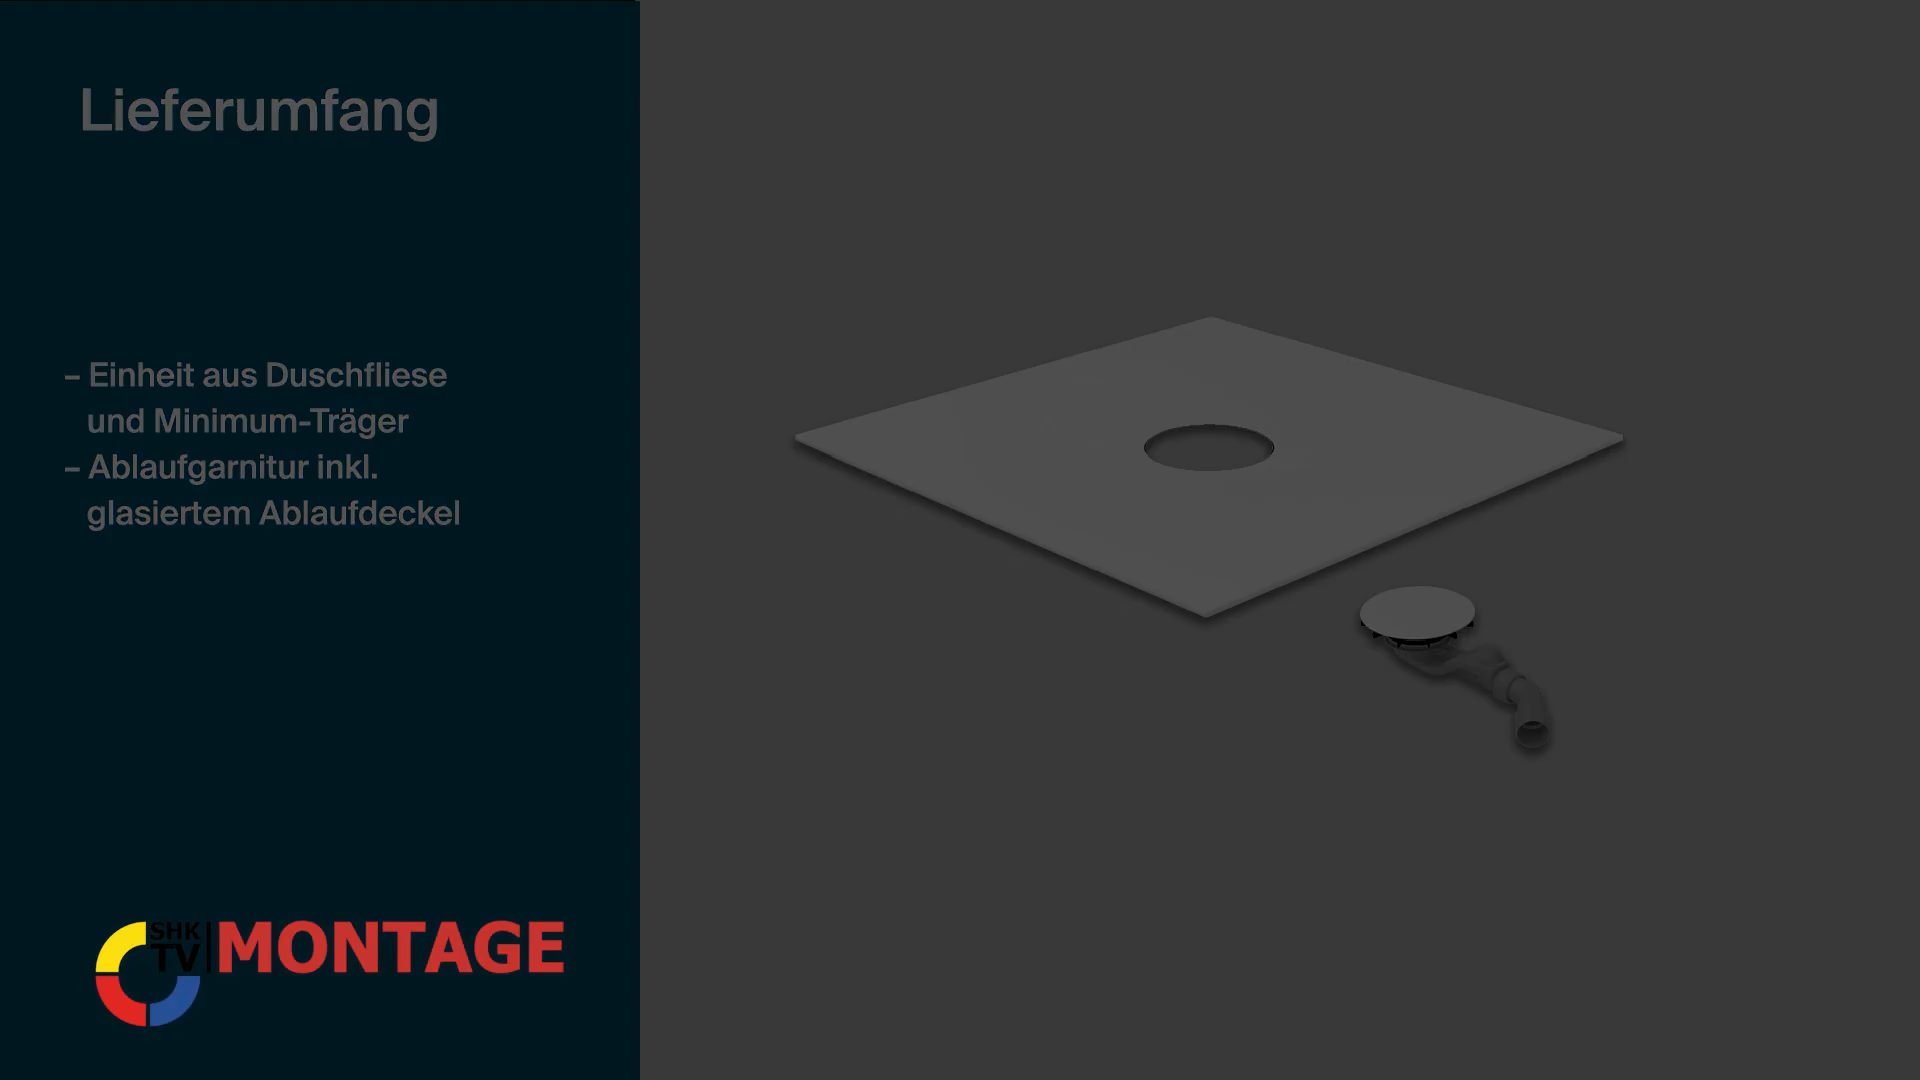 Lieferumfang
– Einheit aus Duschfliese
und Minimum-Träger
– Ablaufgarnitur inkl.
glasiertem Ablaufdeckel
SHK
TV
MONTAGE